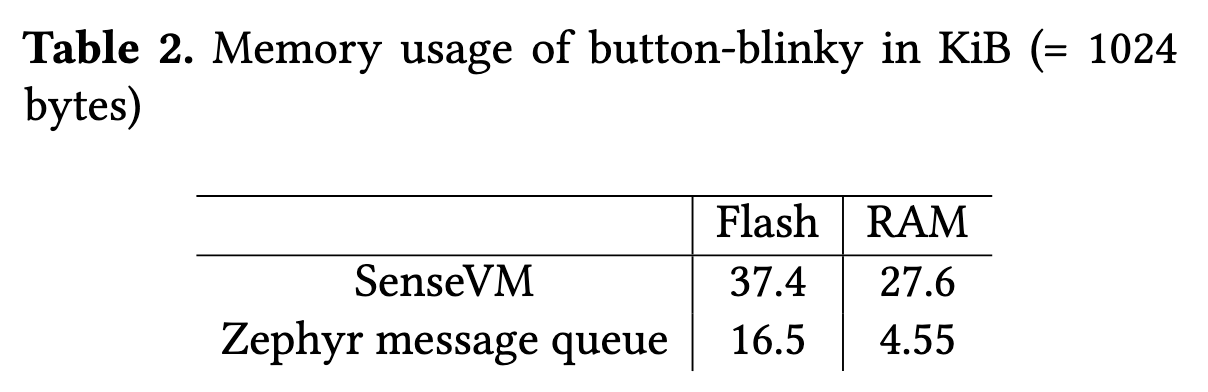 Table 2. Memory usage of button-blinky in KiB (= 1024
bytes)
Flash RAM
SenseVM 37.4 27.6
Zephyr message queue 16.5 4.55